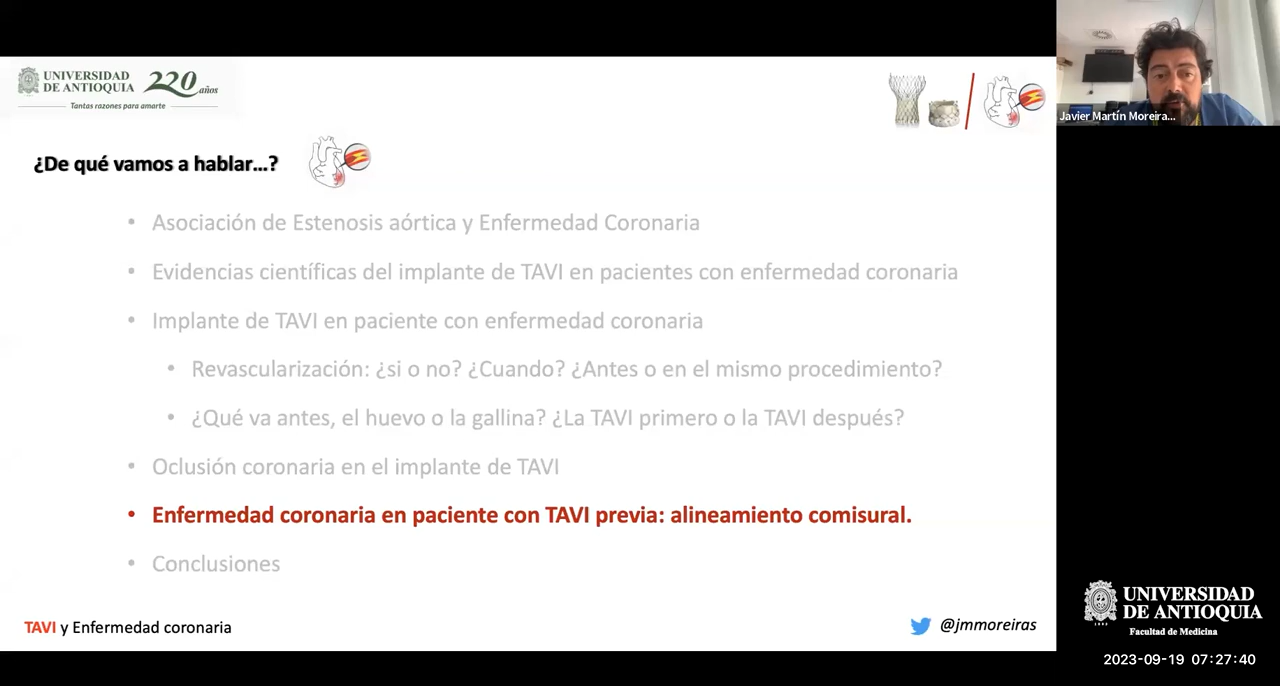 UNIVERSIDAD
DE ANTIOQUIA
220 años
Tantas razones para amarte
Javier Martín Moreira...
¿De qué vamos a hablar…?
• Asociación de Estenosis aórtica y Enfermedad Coronaria
• Evidencias científicas del implante de TAVI en pacientes con enfermedad coronaria
• Implante de TAVI en paciente con enfermedad coronaria
• Revascularización: ¿si o no? ¿Cuando? ¿Antes o en el mismo procedimiento?
• ¿Qué va antes, el huevo o la gallina? ¿La TAVI primero o la TAVI después?
• Oclusión coronaria en el implante de TAVI
• Enfermedad coronaria en paciente con TAVI previa: alineamiento comisural.
• Conclusiones
TAVI y Enfermedad coronaria
@jmmoreiras
UNIVERSIDAD
DE ANTIOQUIA
Facultad de Medicina
2023-09-19 07:27:40